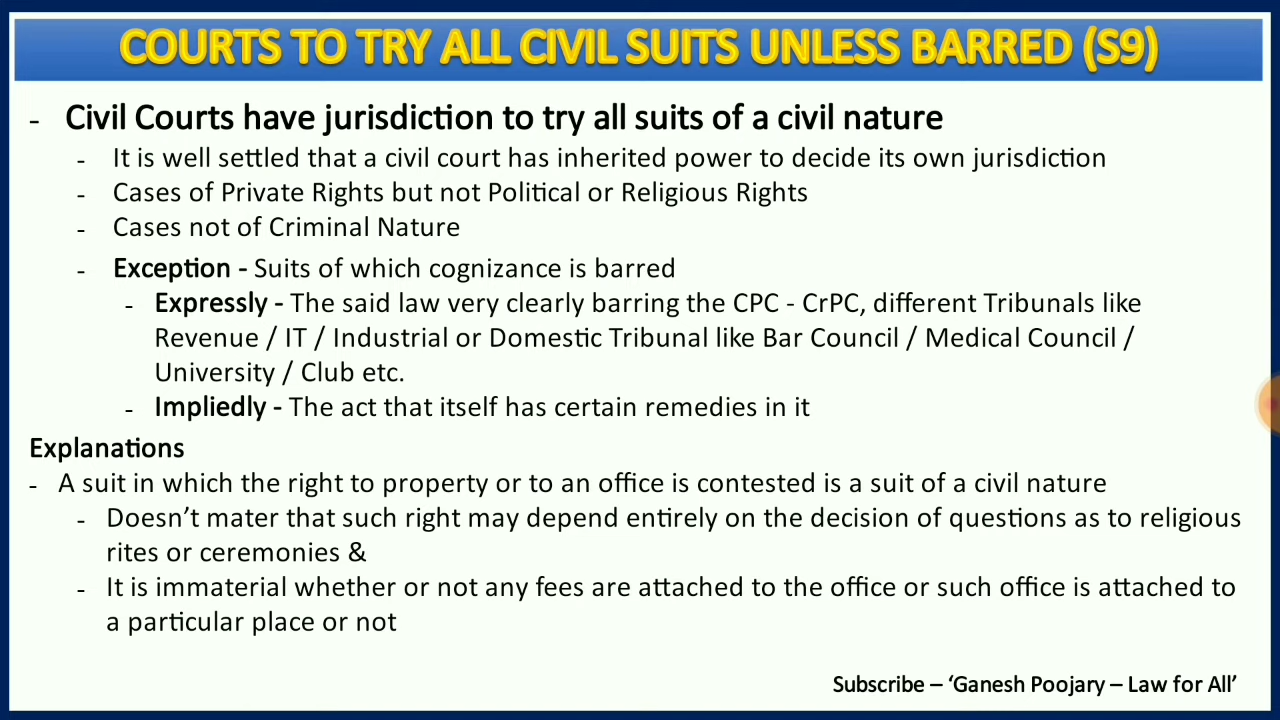 COURTS TO TRY ALL CIVIL SUITS UNLESS BARRED (S9)
- Civil Courts have jurisdiction to try all suits of a civil nature
- It is well settled that a civil court has inherited power to decide its own jurisdiction
- Cases of Private Rights but not Political or Religious Rights
- Cases not of Criminal Nature
- Exception - Suits of which cognizance is barred
- Expressly - The said law very clearly barring the CPC - CrPC, different Tribunals like
Revenue / IT / Industrial or Domestic Tribunal like Bar Council / Medical Council /
University / Club etc.
- Impliedly - The act that itself has certain remedies in it
Explanations
- A suit in which the right to property or to an office is contested is a suit of a civil nature
- Doesn’t mater that such right may depend entirely on the decision of questions as to religious
rites or ceremonies &
- It is immaterial whether or not any fees are attached to the office or such office is attached to
a particular place or not
Subscribe – ‘Ganesh Poojary – Law for All’